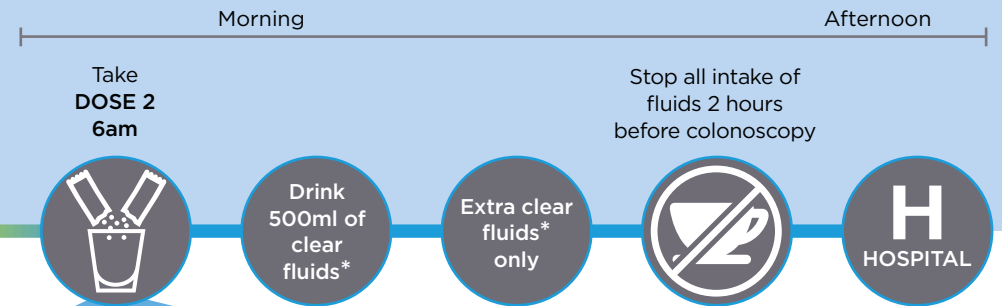 Morning
Afternoon
Take
DOSE 2
6am
Stop all intake of
fluids 2 hours
before colonoscopy
Drink
500ml of
clear
fluids*
Extra clear
fluids*
only
H
HOSPITAL